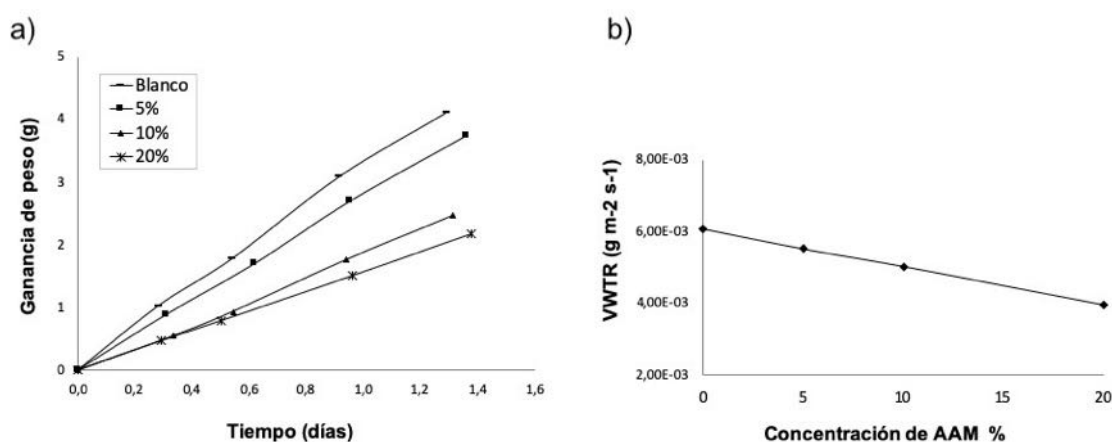 a)
5
4
3
2
1
0
Ganancia de peso (g)
Blanco
5%
10%
20%
0,0 0,2 0,4 0,6 0,8 1,0 1,2 1,4 1,6
Tiempo (días)
b)
8,00E-03
6,00E-03
4,00E-03
2,00E-03
VWTR (g m-2 s-1)
0 5 10 15 20
Concentración de AAM %